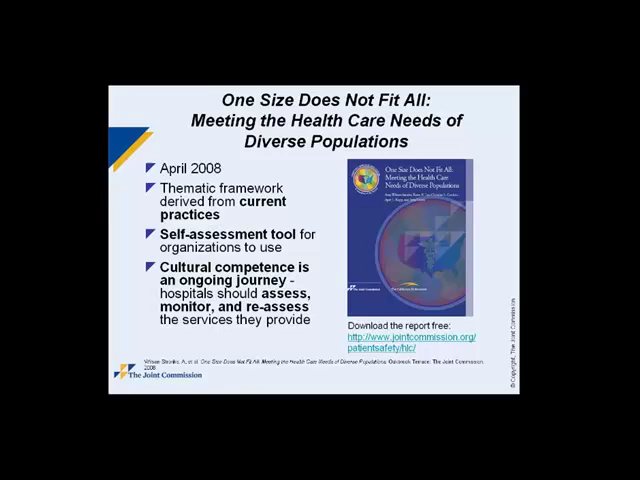 One Size Does Not Fit All:
Meeting the Health Care Needs of
Diverse Populations
April 2008
Thematic framework
derived from current
practices
Self-assessment tool for
organizations to use
Cultural competence is
an ongoing journey -
hospitals should assess,
monitor, and re-assess
the services they provide
One Size Does Not Fit All:
Meeting the Health Care
Needs of Diverse Populations
The Joint Commission
Download the report free:
http://www.jointcommission.org/
patientsafety/hlc/
A, et al. One Size Does Not Fit All: Meeting the Health Care Needs of Diverse Populations. Oakbrook Terrace: The Joint Commission.
2008
The Joint Commission
© Copyright, The Joint Commission